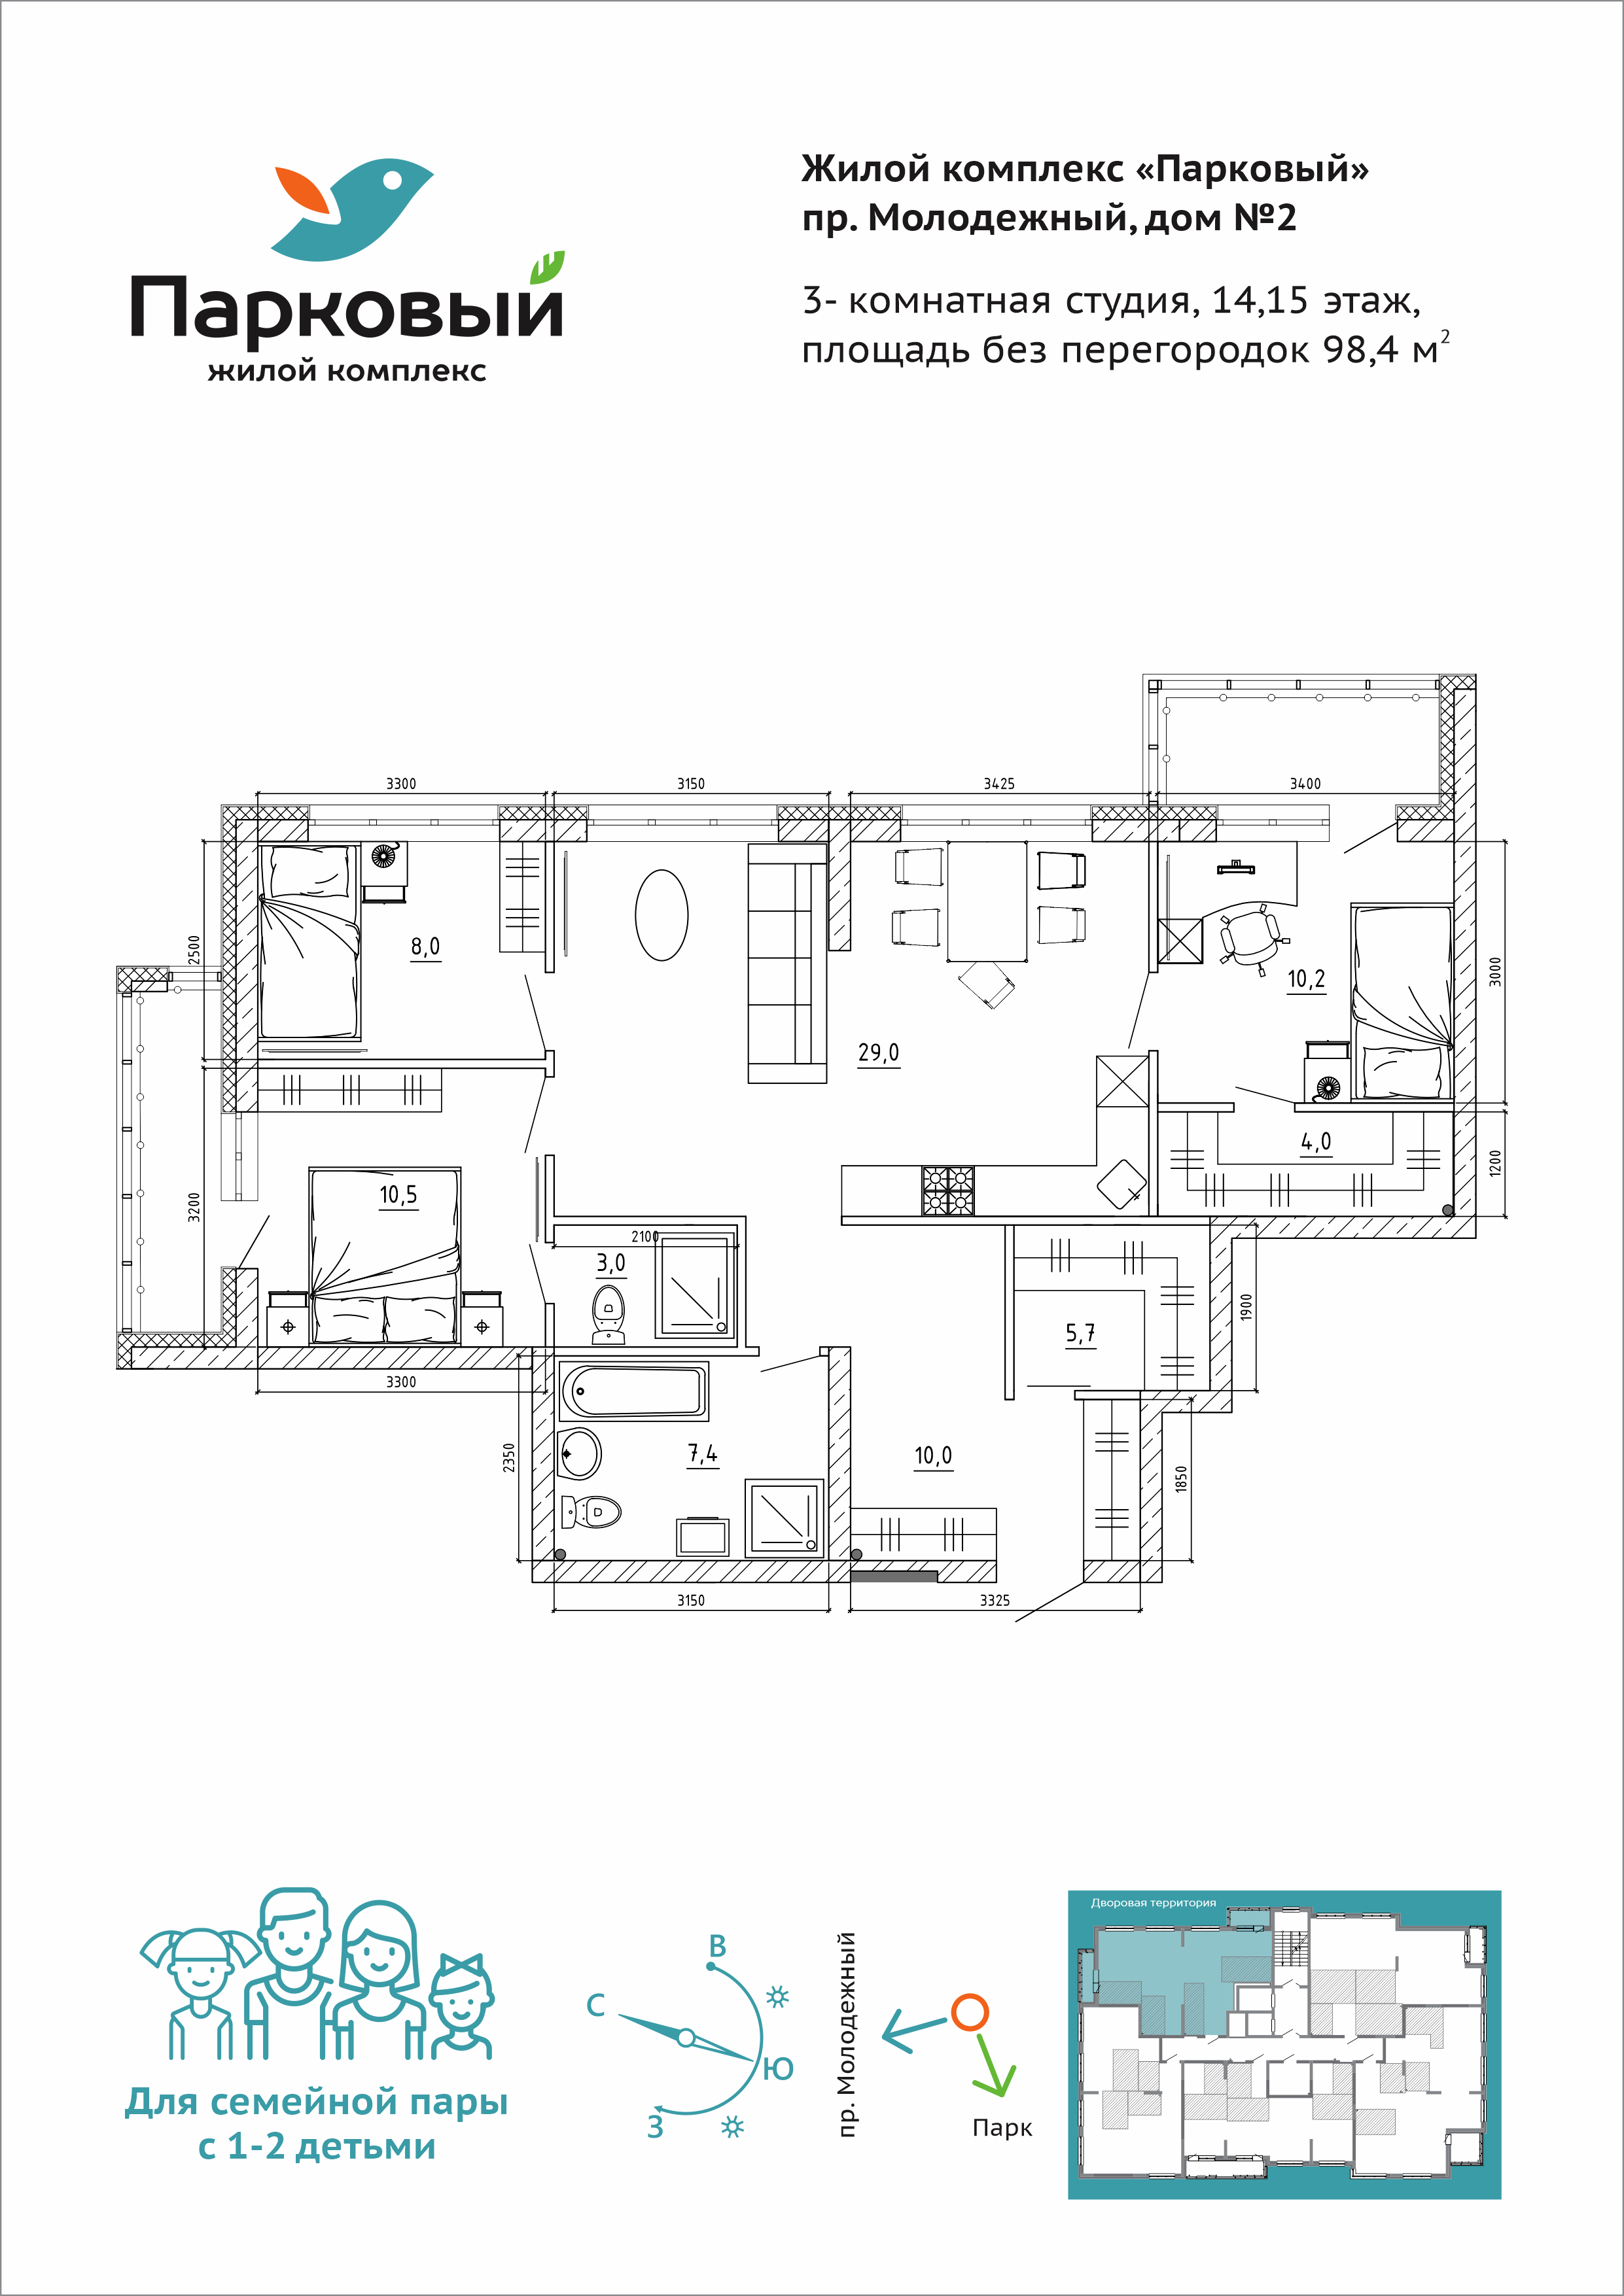 Парковый
жилой комплекс
Жилой комплекс «Парковый»
пр. Молодежный, дом №2
3- комнатная студия, 14,15 этаж,
площадь без перегородок 98,4 м²
3300
3150
3425
3400
2500
8,0
10,2
3000
29,0
4,0
1200
10,5
3200
2100
3,0
5,7
1900
3300
2350
7,4
10,0
1850
3150
3325
Для семейной пары
с 1-2 детьми
В
С
Ю
З
пр. Молодежный
Парк
Дворовая территория